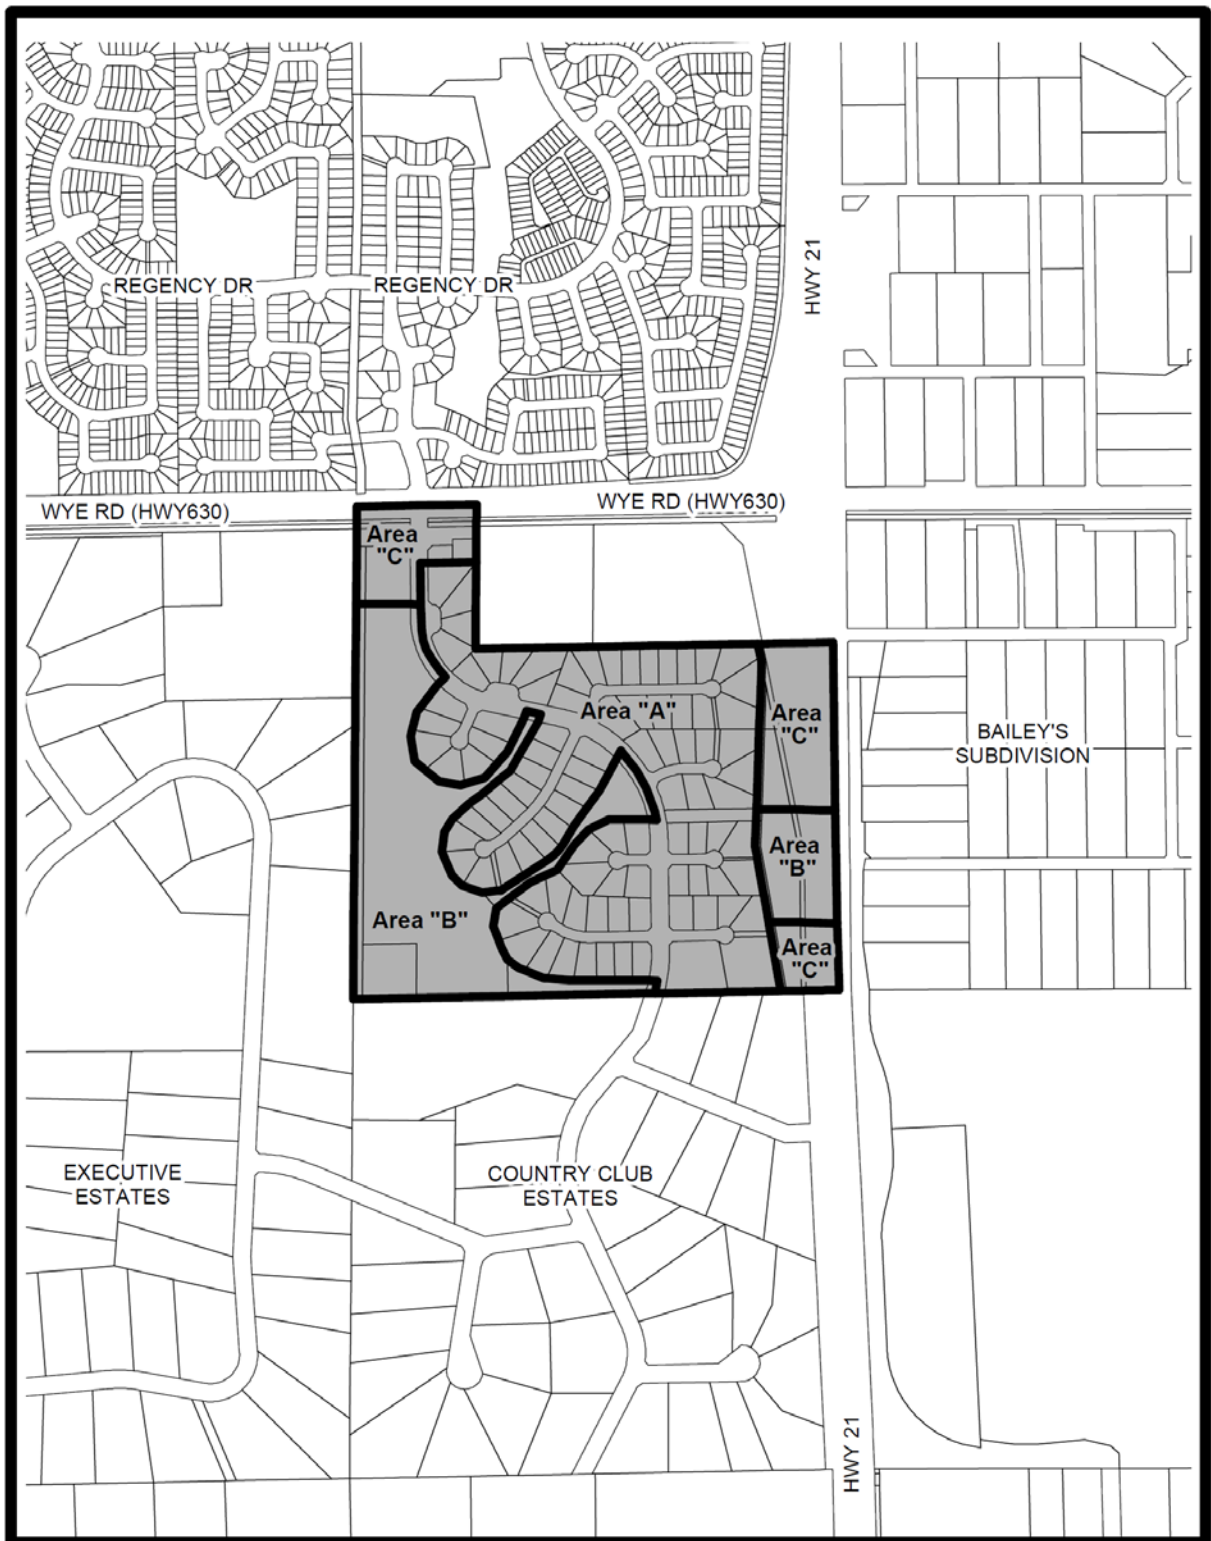 REGENCY DR
REGENCY DR
HWY 21
WYE RD (HWY630)
WYE RD (HWY630)
Area
"C"
Area "A"
Area
"C"
BAILEY'S
SUBDIVISION
Area
"B"
Area "B"
Area
"C"
EXECUTIVE
ESTATES
COUNTRY CLUB
ESTATES
HWY 21